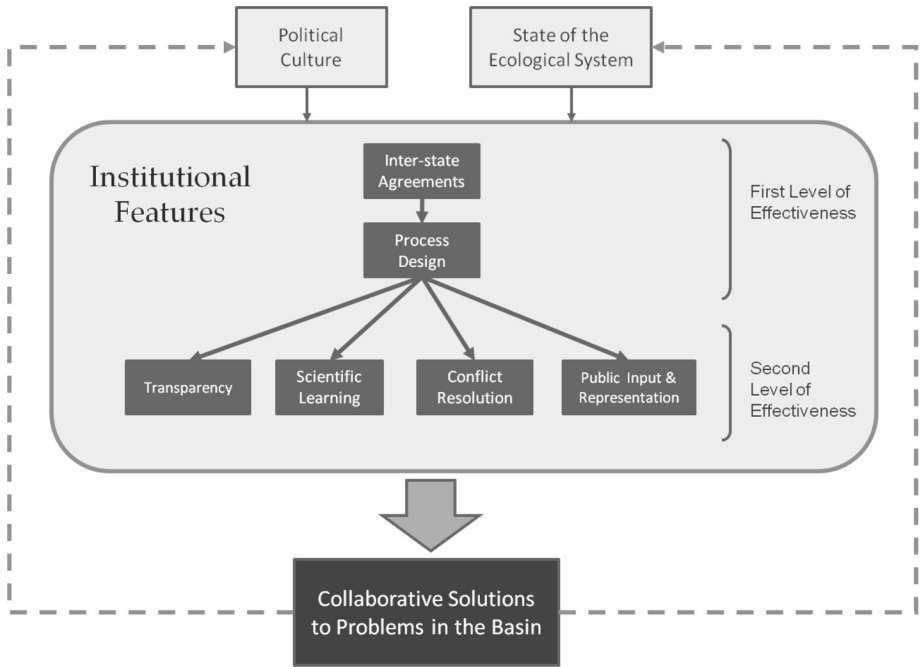 Political
Culture
State of the
Ecological System
Institutional
Features
Inter-state
Agreements
Process
Design
First Level of
Effectiveness
Transparency
Scientific
Learning
Conflict
Resolution
Public Input &
Representation
Second
Level of
Effectiveness
Collaborative Solutions
to Problems in the Basin